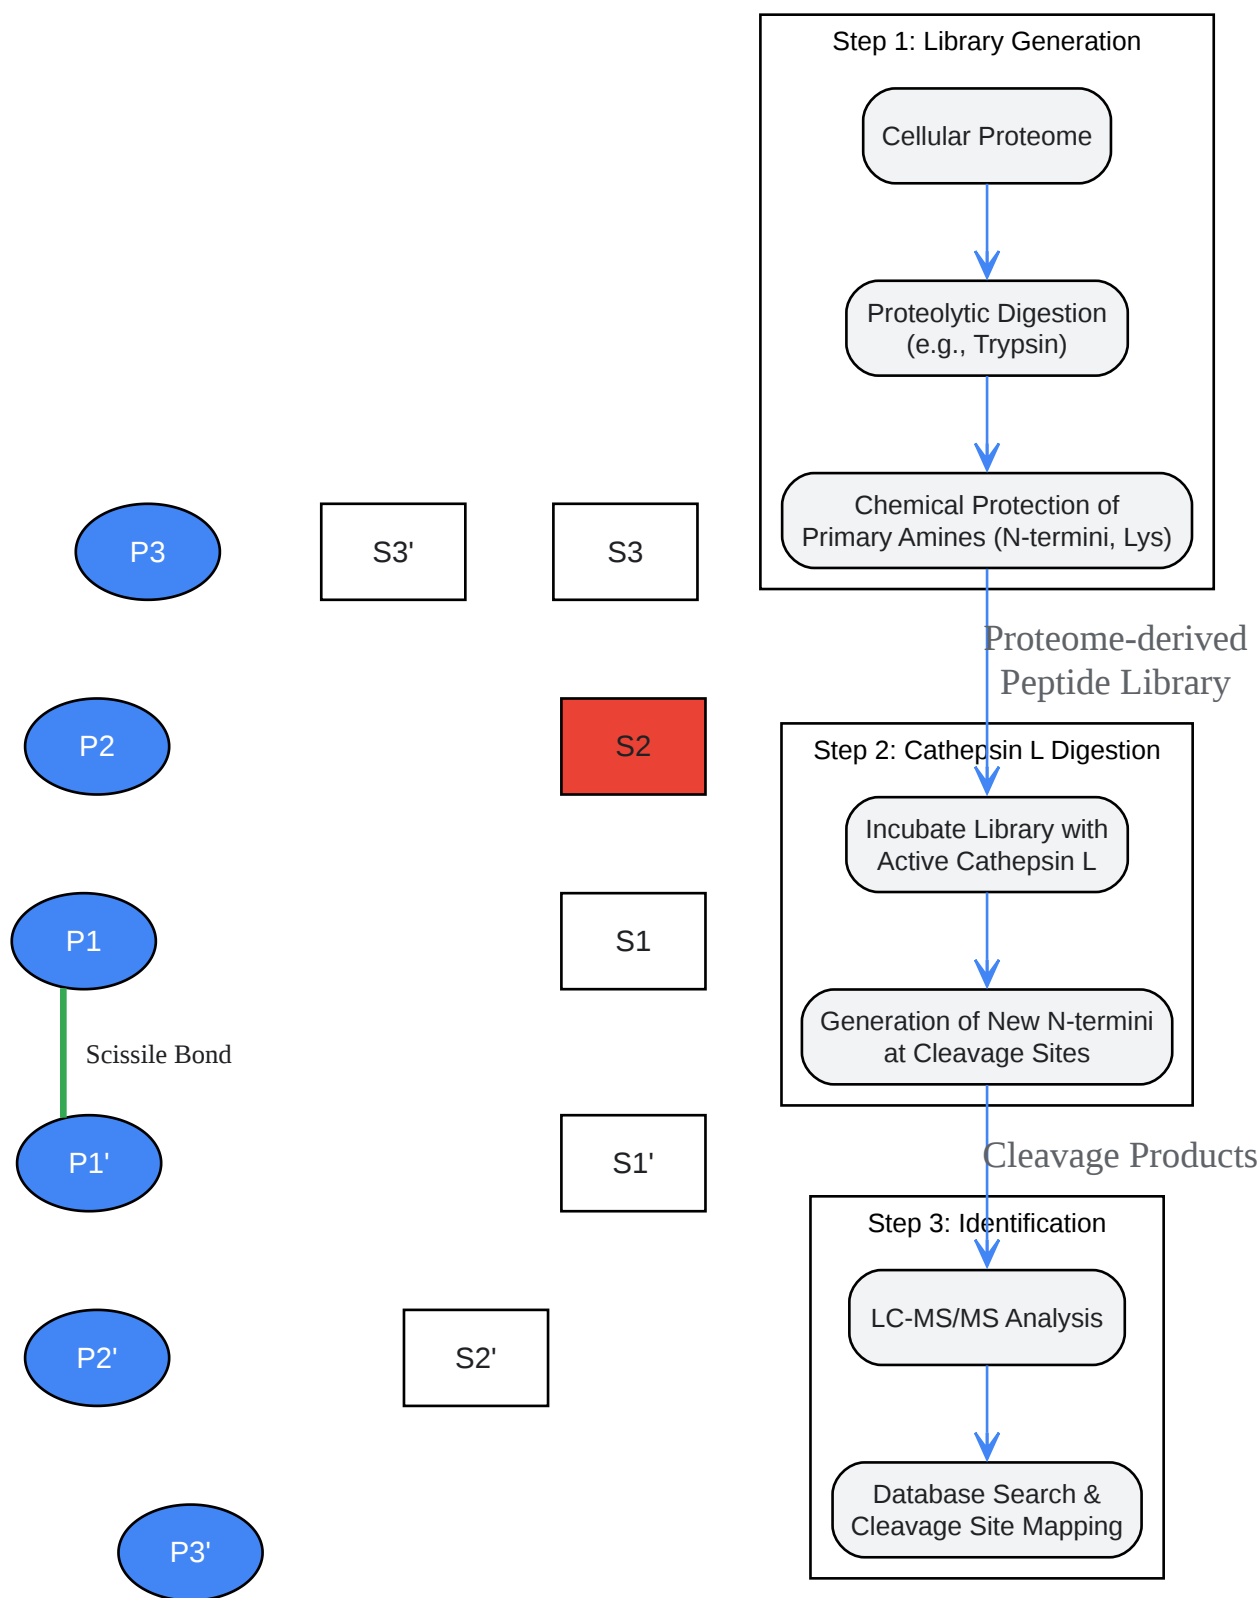 Step 1: Library Generation
Cellular Proteome
Proteolytic Digestion
(e.g., Trypsin)
Chemical Protection of
Primary Amines (N-termini, Lys)
P3
S3'
S3
Proteome-derived
Peptide Library
P2
S2
Step 2: Cathepsin L Digestion
Incubate Library with
Active Cathepsin L
P1
S1
Generation of New N-termini
at Cleavage Sites
Scissile Bond
P1'
S1'
Cleavage Products
Step 3: Identification
LC-MS/MS Analysis
P2'
S2'
Database Search &
Cleavage Site Mapping
P3'